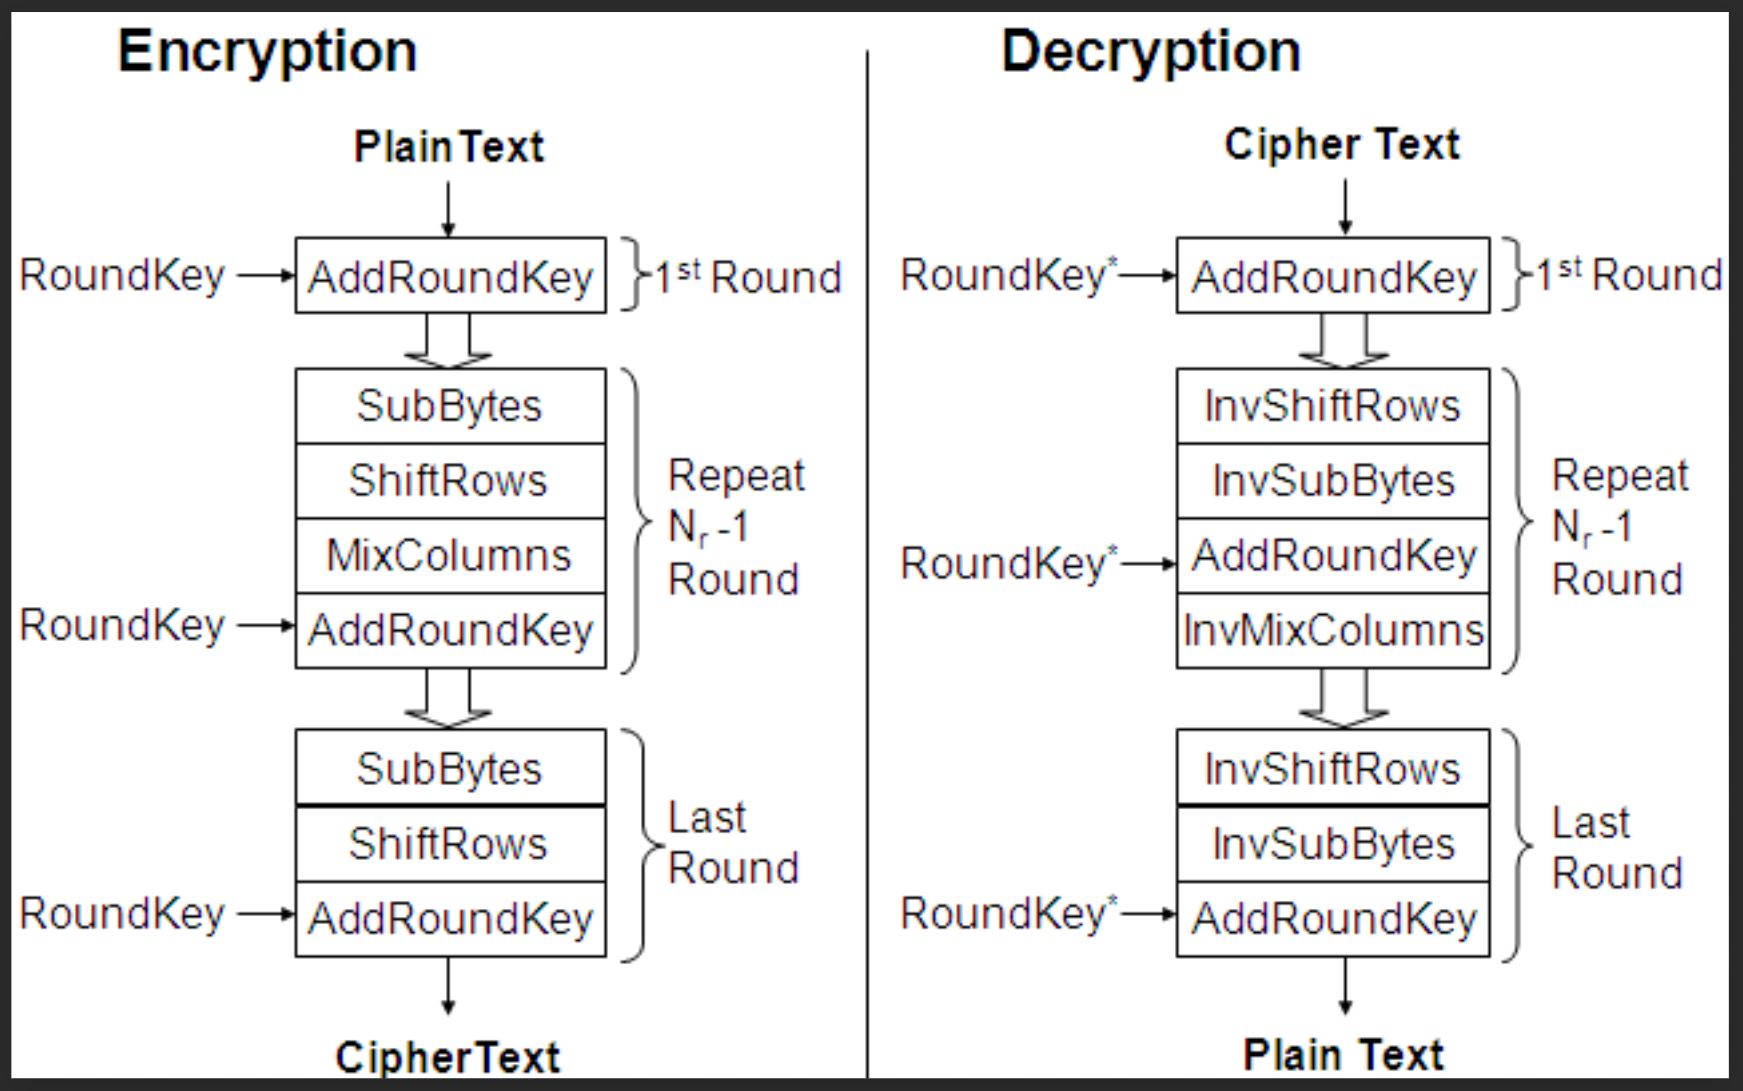 Encryption
PlainText
RoundKey
AddRoundKey
1st Round
SubBytes
ShiftRows
MixColumns
RoundKey
AddRoundKey
Repeat
Nr -1
Round
SubBytes
ShiftRows
RoundKey
AddRoundKey
Last
Round
CipherText
Decryption
Cipher Text
RoundKey*
AddRoundKey
1st Round
InvShiftRows
InvSubBytes
RoundKey*
AddRoundKey
InvMixColumns
Repeat
Nr -1
Round
InvShiftRows
InvSubBytes
RoundKey*
AddRoundKey
Last
Round
Plain Text